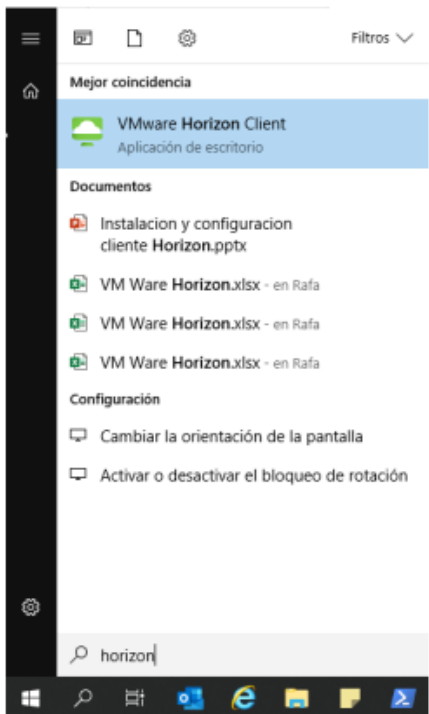 Filtros
Mejor coincidencia
VMware Horizon Client
Aplicación de escritorio
Documentos
Instalacion y configuracion
cliente Horizon.pptx
VM Ware Horizon.xlsx - en Rafa
VM Ware Horizon.xlsx - en Rafa
VM Ware Horizon.xlsx - en Rafa
Configuración
Cambiar la orientación de la pantalla
Activar o desactivar el bloqueo de rotación
horizon